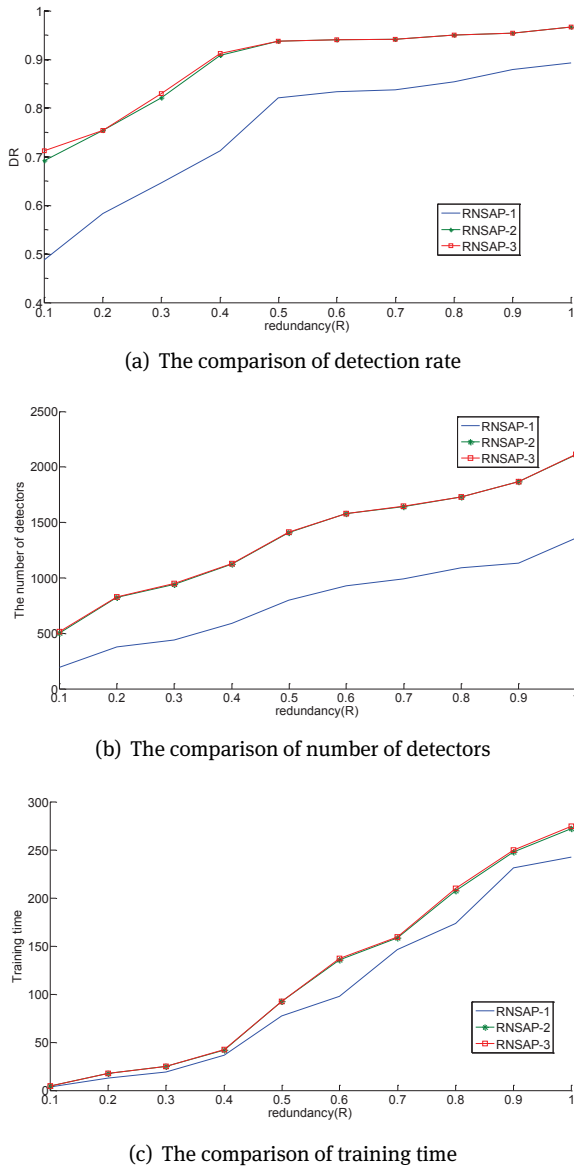 1
0.9
0.8
0.7
0.6
0.5
0.4
DR
RNSAP-1
RNSAP-2
RNSAP-3
0.1 0.2 0.3 0.4 0.5 0.6 0.7 0.8 0.9 1
redundancy(R)
(a) The comparison of detection rate
2500
2000
1500
1000
500
0
The number of detectors
RNSAP-1
RNSAP-2
RNSAP-3
0.1 0.2 0.3 0.4 0.5 0.6 0.7 0.8 0.9
redundancy(R)
(b) The comparison of number of detectors
300
250
200
150
100
50
0
Training time
RNSAP-1
RNSAP-2
RNSAP-3
0.1 0.2 0.3 0.4 0.5 0.6 0.7 0.8 0.9 1
redundancy(R)
(c) The comparison of training time